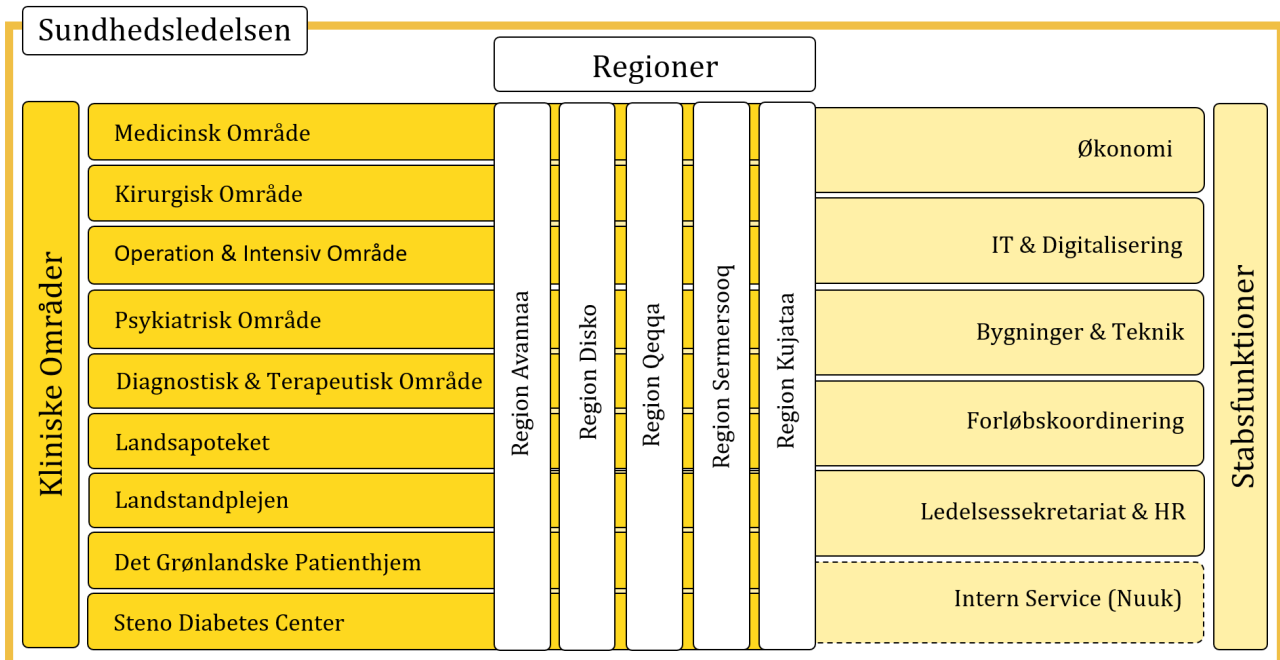 Sundhedsledelsen
Regioner
Kliniske Områder
Medicinsk Område
Kirurgisk Område
Operation & Intensiv Område
Psykiatrisk Område
Diagnostisk & Terapeutisk Område
Landsapoteket
Landstandplejen
Det Grønlandske Patienthjem
Steno Diabetes Center
Region Avannaa
Region Disko
Region Qeqqa
Region Sermersooq
Region Kujataa
Økonomi
IT & Digitalisering
Bygninger & Teknik
Forløbskoordinering
Ledelsessekretariat & HR
Intern Service (Nuuk)
Stabsfunktioner